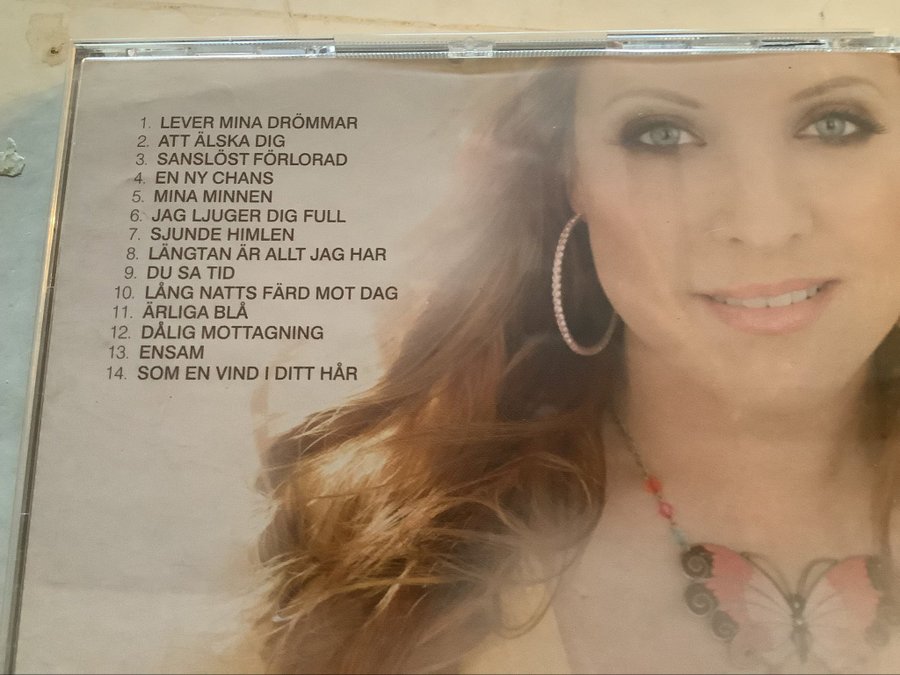 1. LEVER MINA DRÖMMAR
2. ATT ÄLSKA DIG
3. SANSLÖST FÖRLORAD
4. EN NY CHANS
5. MINA MINNEN
6. JAG LJUGER DIG FULL
7. SJUNDE HIMLEN
8. LÄNGTAN ÄR ALLT JAG HAR
9. DU SA TID
10. LÅNG NATTS FÄRD MOT DAG
11. ÄRLIGA BLÅ
12. DÅLIG MOTTAGNING
13. ENSAM
14. SOM EN VIND I DITT HÅR